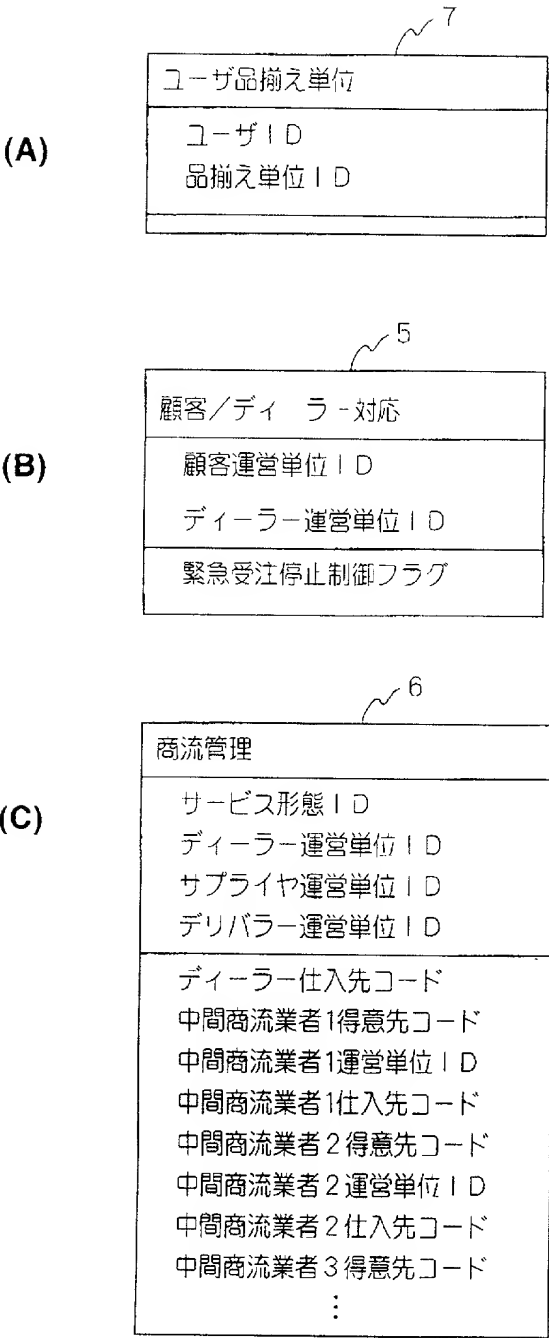 7
ユーザ品揃え単位
(A)
ユーザID
品揃え単位ID
5
顧客/ディ ラ-対応
(B)
顧客運営単位ID
ディーラー運営単位ID
緊急受注停止制御フラグ
6
商流管理
(C)
サービス形態ID
ディーラー運営単位ID
サプライヤ運営単位ID
デリバラー運営単位ID
ディーラー仕入先コード
中間商流業者1得意先コード
中間商流業者1運営単位ID
中間商流業者1仕入先コード
中間商流業者2得意先コード
中間商流業者2運営単位ID
中間商流業者2仕入先コード
中間商流業者3得意先コード
⋮